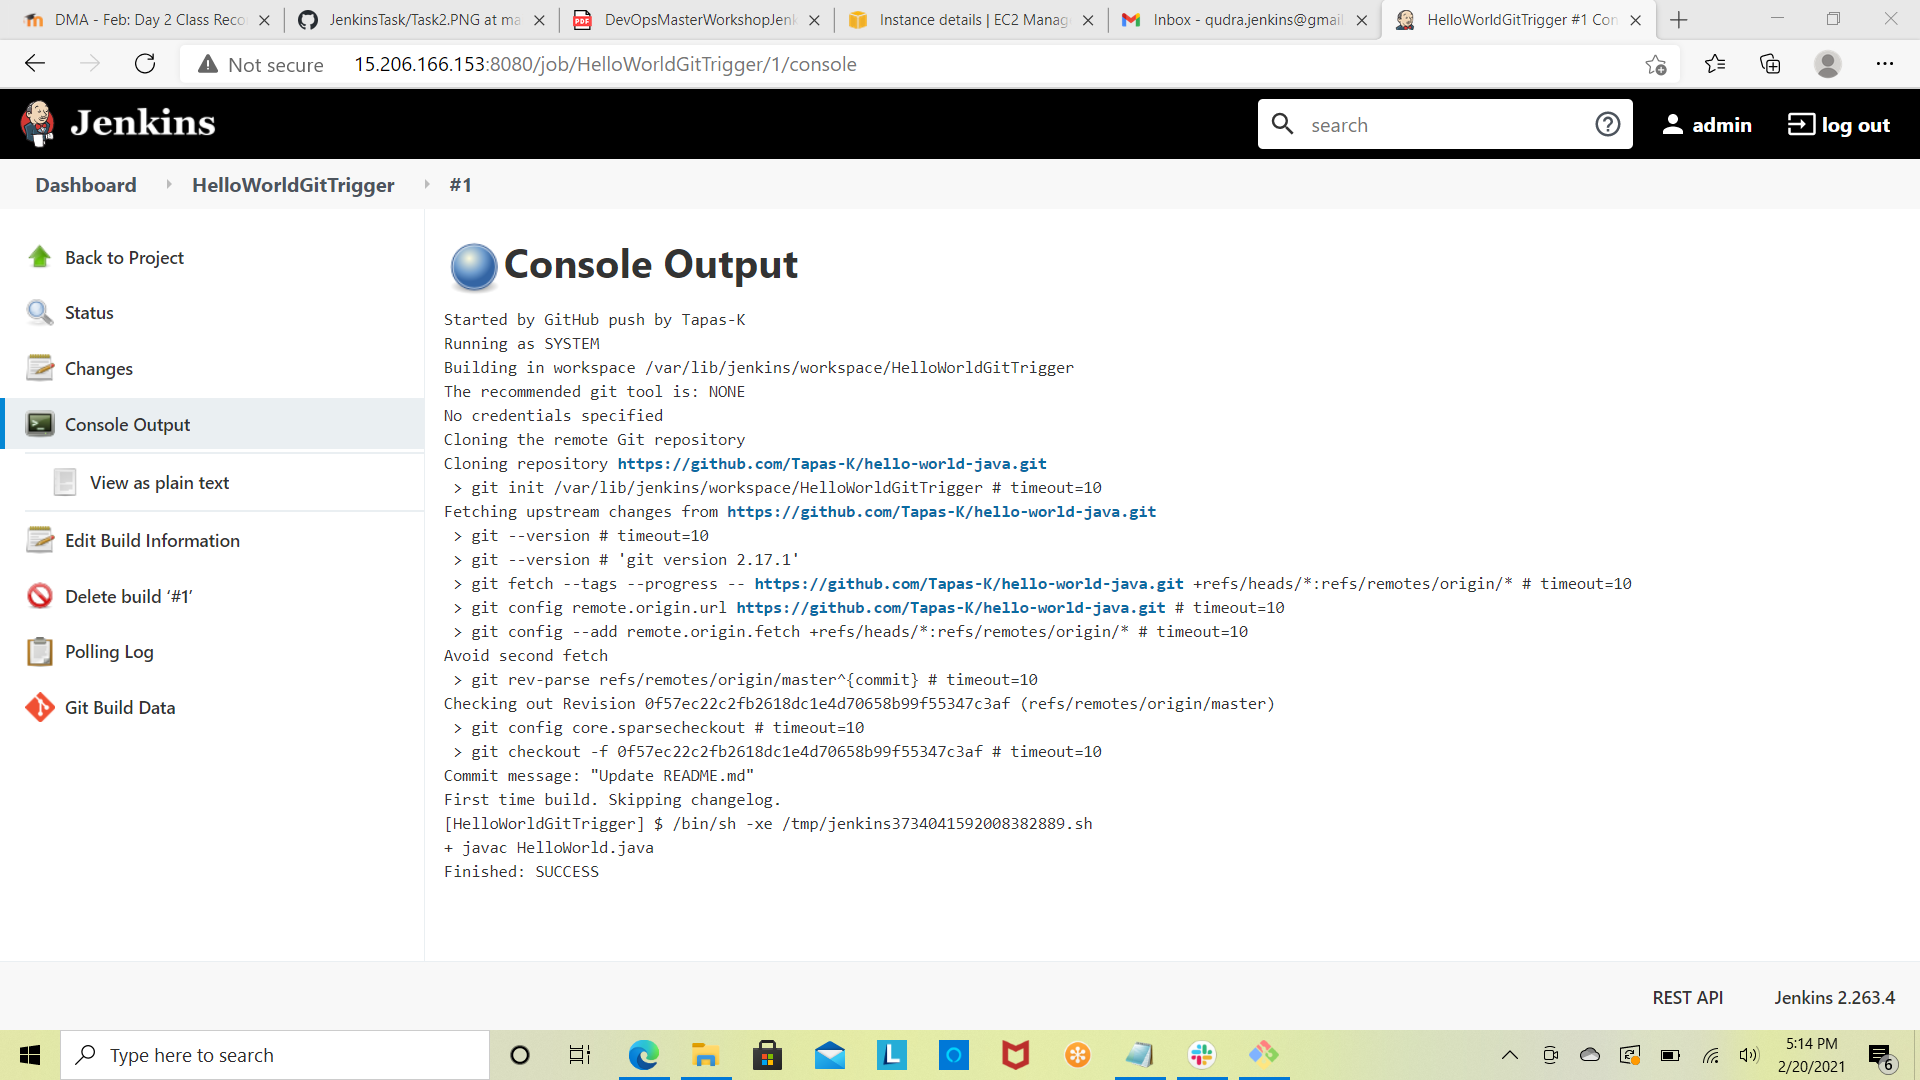 DMA - Feb: Day 2 Class Reco
JenkinsTask/Task2.PNG at ma
DevOpsMasterWorkshopJenk
Instance details | EC2 Manag
Inbox - qudra.jenkins@gmail
HelloWorldGitTrigger #1 Con
Not secure
15.206.166.153:8080/job/HelloWorldGitTrigger/1/console
Jenkins
search
admin
log out
Dashboard
HelloWorldGitTrigger
#1
Back to Project
Status
Changes
Console Output
View as plain text
Edit Build Information
Delete build ‘#1’
Polling Log
Git Build Data
Console Output
Started by GitHub push by Tapas-K
Running as SYSTEM
Building in workspace /var/lib/jenkins/workspace/HelloWorldGitTrigger
The recommended git tool is: NONE
No credentials specified
Cloning the remote Git repository
Cloning repository https://github.com/Tapas-K/hello-world-java.git
> git init /var/lib/jenkins/workspace/HelloWorldGitTrigger # timeout=10
Fetching upstream changes from https://github.com/Tapas-K/hello-world-java.git
> git --version # timeout=10
> git --version # 'git version 2.17.1'
> git fetch --tags --progress -- https://github.com/Tapas-K/hello-world-java.git +refs/heads/*:refs/remotes/origin/* # timeout=10
> git config remote.origin.url https://github.com/Tapas-K/hello-world-java.git # timeout=10
> git config --add remote.origin.fetch +refs/heads/*:refs/remotes/origin/* # timeout=10
Avoid second fetch
> git rev-parse refs/remotes/origin/master^{commit} # timeout=10
Checking out Revision 0f57ec22c2fb2618dc1e4d70658b99f55347c3af (refs/remotes/origin/master)
> git config core.sparsecheckout # timeout=10
> git checkout -f 0f57ec22c2fb2618dc1e4d70658b99f55347c3af # timeout=10
Commit message: "Update README.md"
First time build. Skipping changelog.
[HelloWorldGitTrigger] $ /bin/sh -xe /tmp/jenkins3734041592008382889.sh
+ javac HelloWorld.java
Finished: SUCCESS
REST API
Jenkins 2.263.4
Type here to search
5:14 PM
2/20/2021
6